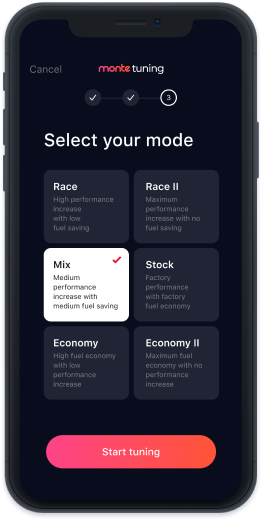 Cancel
monte tuning
3
Select your mode
Race
High performance
increase
with low
fuel saving
Race II
Maximum
performance
increase with no
fuel saving
Mix
Medium
performance
increase with
medium fuel saving
Stock
Factory
performance
with factory
fuel economy
Economy
High fuel economy
with low
performance
increase
Economy II
Maximum fuel
economy with no
performance
increase
Start tuning